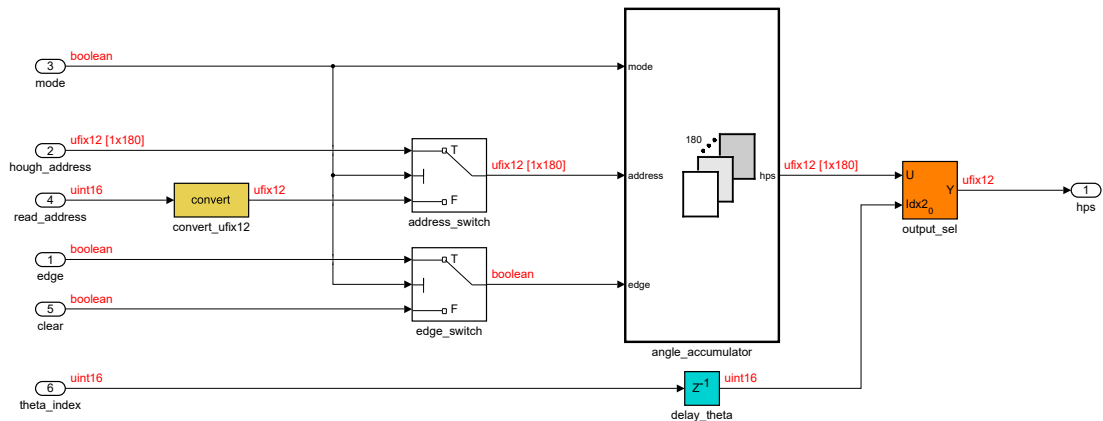 boolean
3
mode
mode
ufix12 [1x180]
2
hough_address
T
F
address_switch
ufix12 [1x180]
address
uint16
4
read_address
convert
convert_ufix12
ufix12
180
hps
angle_accumulator
ufix12 [1x180]
U
Idx2₀
Y
output_sel
ufix12
1
hps
boolean
1
edge
T
F
edge_switch
boolean
edge
boolean
5
clear
uint16
6
theta_index
Z⁻¹
delay_theta
uint16